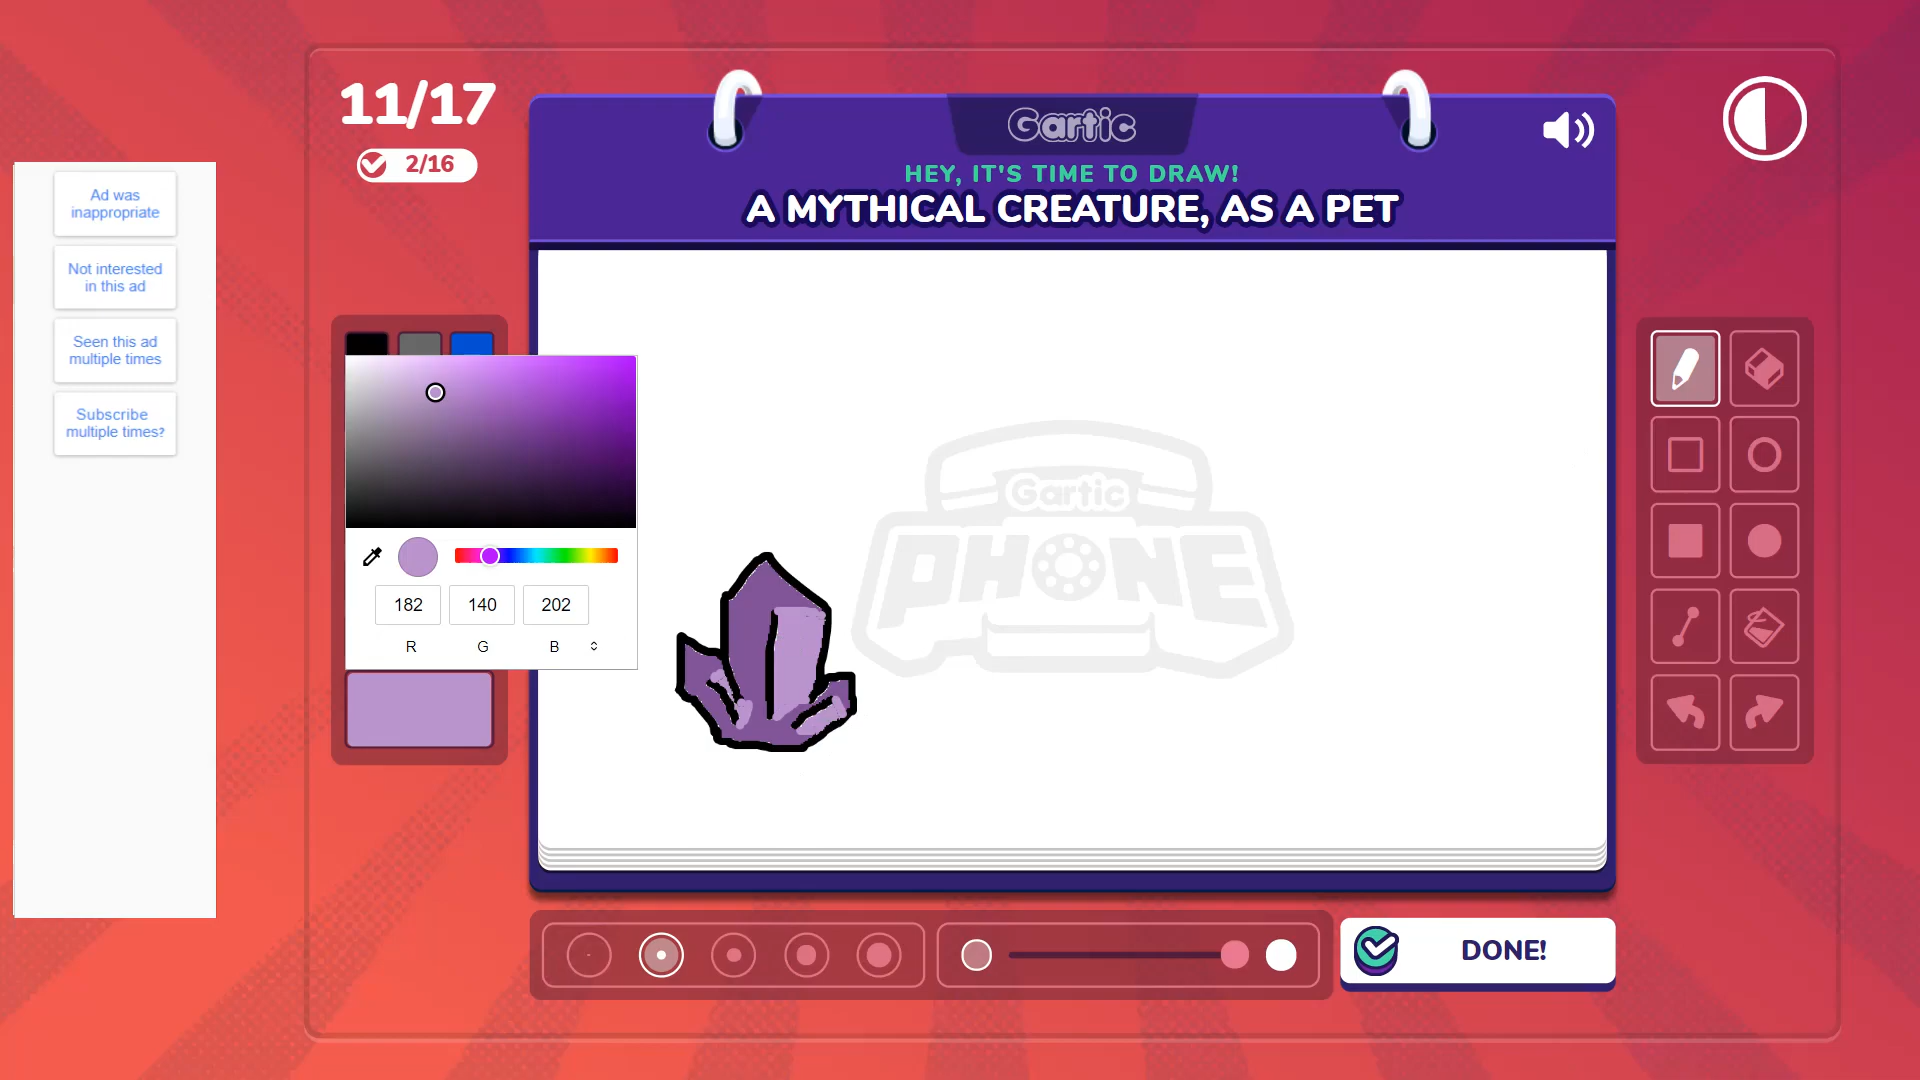 11/17
2/16
Gartic
HEY, IT'S TIME TO DRAW!
A MYTHICAL CREATURE, AS A PET
Ad was
inappropriate
Not interested
in this ad
Seen this ad
multiple times
Subscribe
multiple times?
182 140 202
R G B
Gartic
PHONE
DONE!